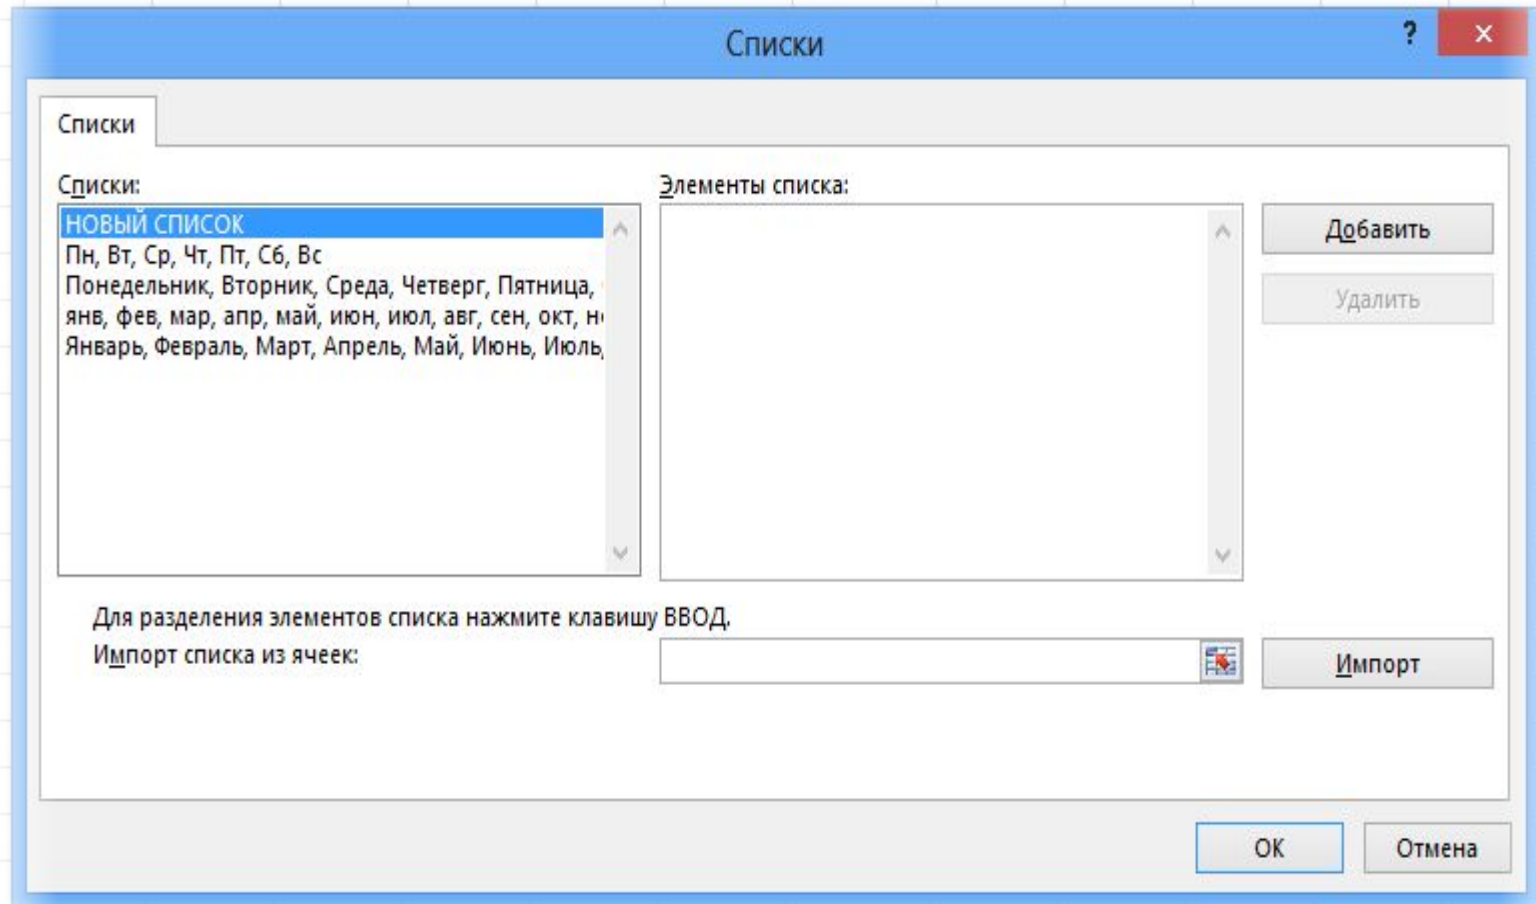 Списки
? x
Списки
Списки:
НОВЫЙ СПИСОК
Пн, Вт, Ср, Чт, Пт, Сб, Вс
Понедельник, Вторник, Среда, Четверг, Пятница,
янв, фев, мар, апр, май, июн, июл, авг, сен, окт,
Январь, Февраль, Март, Апрель, Май, Июнь, Июль,
Элементы списка:
Добавить
Удалить
Для разделения элементов списка нажмите клавишу ВВОД.
Импорт списка из ячеек:
Импорт
ОК
Отмена